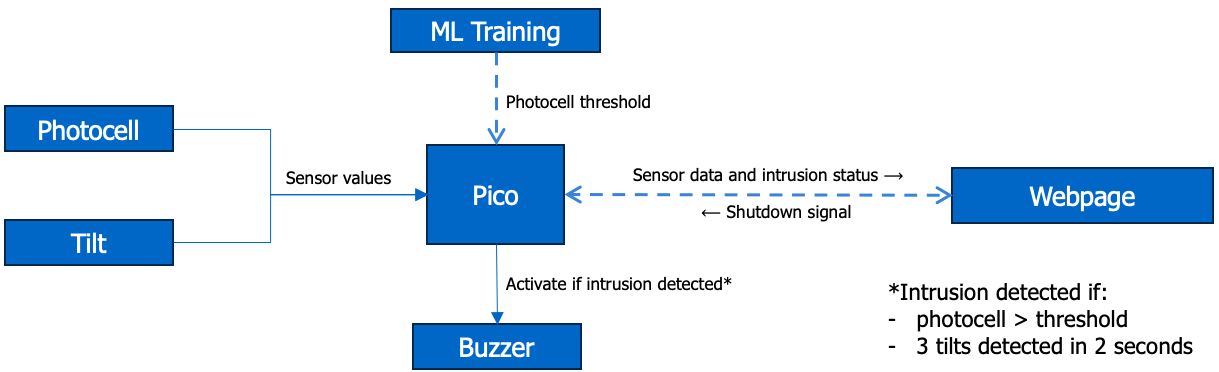 ML Training
Photocell threshold
Photocell
Sensor values
Tilt
Pico
Sensor data and intrusion status →
← Shutdown signal
Webpage
Activate if intrusion detected*
Buzzer
*Intrusion detected if:
- photocell > threshold
- 3 tilts detected in 2 seconds